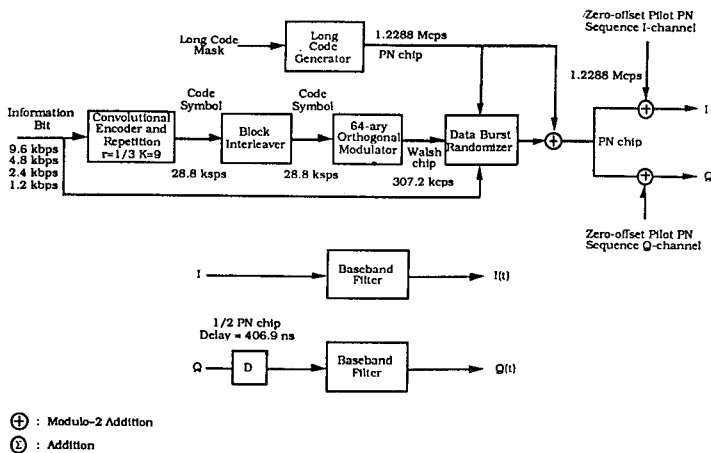 Zero-offset Pilot PN
Sequence I-channel
Long Code
Mask
Long
Code
Generator
1.2288 Mcps
PN chip
1.2288 Mcps
Information
Bit
9.6 kbps
4.8 kbps
2.4 kbps
1.2 kbps
Convolutional
Encoder and
Repetition
r=1/3 K=9
Code
Symbol
28.8 ksps
Block
Interleaver
Code
Symbol
28.8 ksps
64-ary
Orthogonal
Modulator
Walsh
chip
307.2 kcps
Data Burst
Randomizer
PN chip
I
Q
Zero-offset Pilot PN
Sequence Q-channel
I
Baseband
Filter
I(t)
1/2 PN chip
Delay = 406.9 ns
Q
D
Baseband
Filter
Q(t)
⊕ : Modulo-2 Addition
Σ : Addition